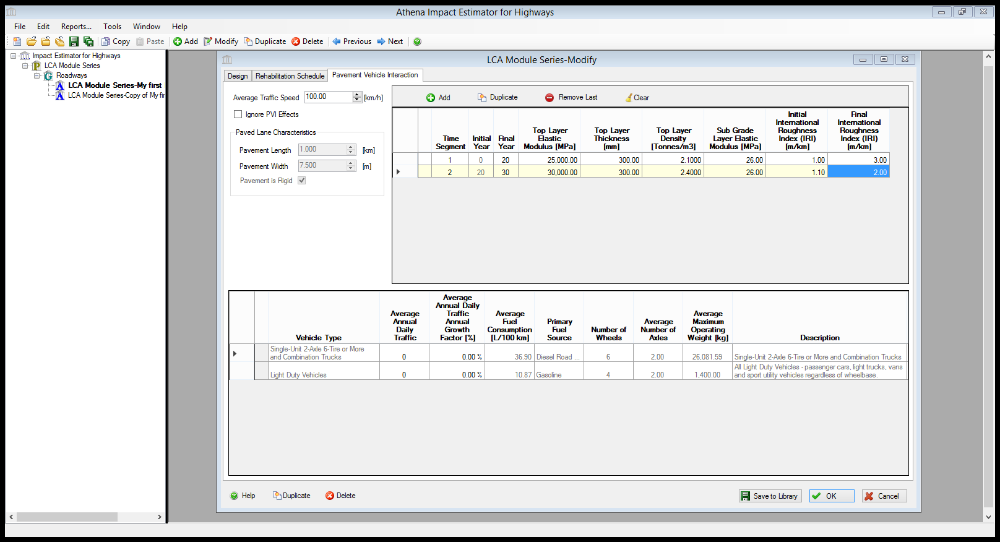 Athena Impact Estimator for Highways
File Edit Reports... Tools Window Help
Copy Paste Add Modify Duplicate Delete Previous Next
Impact Estimator for Highways
LCA Module Series
Roadways
LCA Module Series-My first
LCA Module Series-Copy of My fir
LCA Module Series-Modify
Design Rehabilitation Schedule Pavement Vehicle Interaction
Average Traffic Speed 100.00 [km/h]
Ignore PVI Effects
Paved Lane Characteristics
Pavement Length 1.000 [km]
Pavement Width 7.500 [m]
Pavement is Rigid
Add Duplicate Remove Last Clear
Time Segment Initial Year Final Year Top Layer Elastic Modulus [MPa] Top Layer Thickness [mm] Top Layer Density [Tonnes/m3] Sub Grade Layer Elastic Modulus [MPa] Initial International Roughness Index (IRI) [m/km] Final International Roughness Index (IRI) [m/km]
1 0 20 25,000.00 300.00 2.1000 26.00 1.00 3.00
2 20 30 30,000.00 300.00 2.4000 26.00 1.10 2.00
Vehicle Type Average Annual Daily Traffic Average Annual Daily Traffic Annual Growth Factor [%] Average Fuel Consumption [L/100 km] Primary Fuel Source Number of Wheels Average Number of Axles Average Maximum Operating Weight [kg] Description
Single-Unit 2-Axle 6-Tire or More and Combination Trucks 0 0.00 % 36.90 Diesel Road ... 6 2.00 26,081.59 Single-Unit 2-Axle 6-Tire or More and Combination Trucks
Light Duty Vehicles 0 0.00 % 10.87 Gasoline 4 2.00 1,400.00 All Light Duty Vehicles - passenger cars, light trucks, vans and sport utility vehicles regardless of wheelbase.
Help Duplicate Delete Save to Library OK Cancel